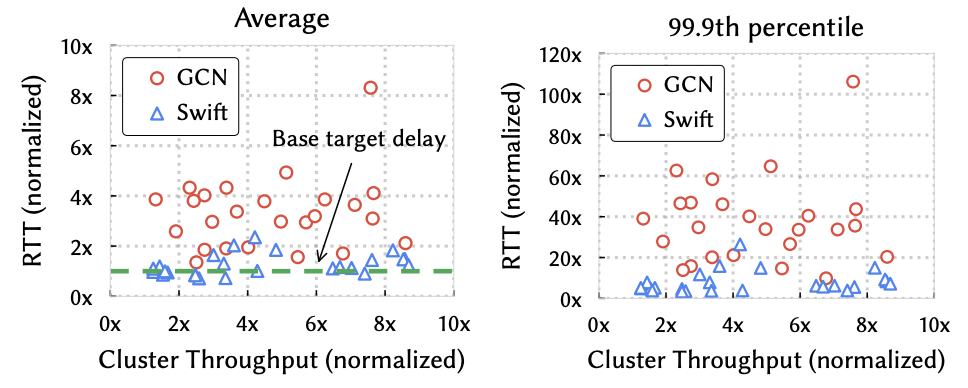 Average
RTT (normalized)
10x
8x
6x
4x
2x
0x
GCN
Swift
Base target delay
0x 2x 4x 6x 8x 10x
Cluster Throughput (normalized)
99.9th percentile
RTT (normalized)
120x
100x
80x
60x
40x
20x
0x
GCN
Swift
0x 2x 4x 6x 8x 10x
Cluster Throughput (normalized)